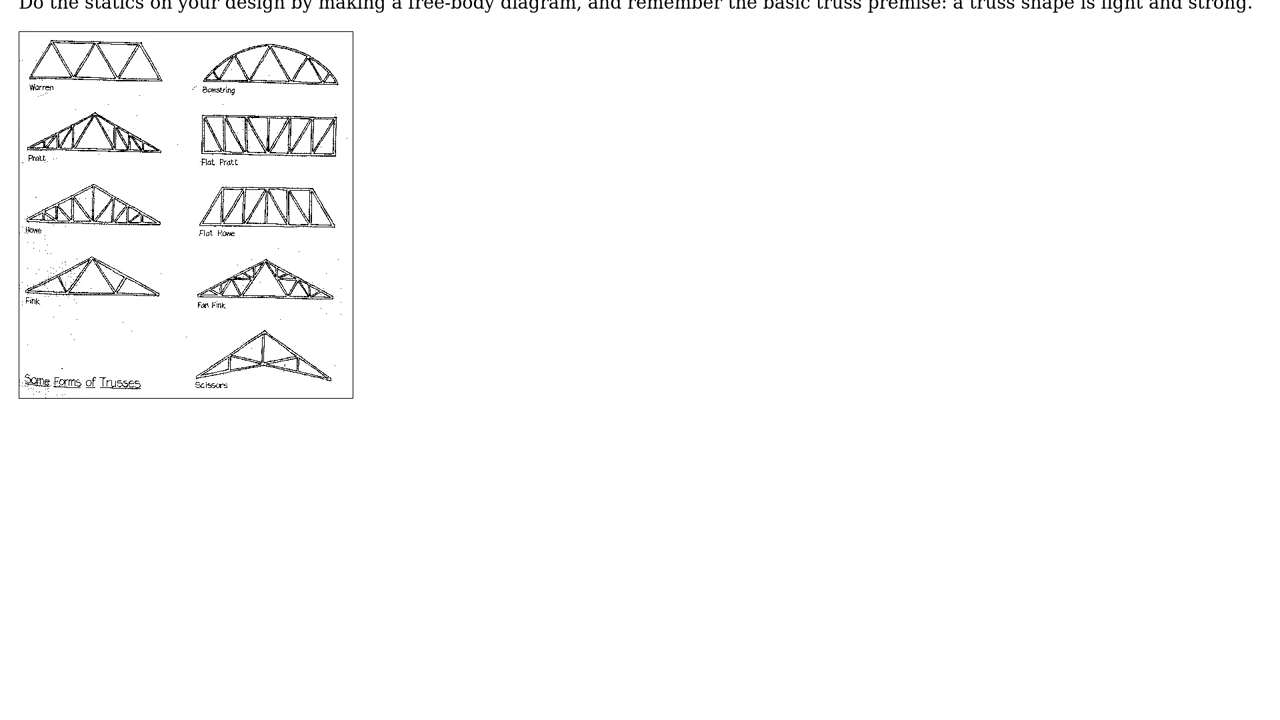 Do the statics on your design by making a free-body diagram, and remember the basic truss premise: a truss shape is light and strong.
Warren
Bowstring
Pratt
Flat Pratt
Howe
Flat Howe
Fink
Fan Fink
Scissors
Some Forms of Trusses